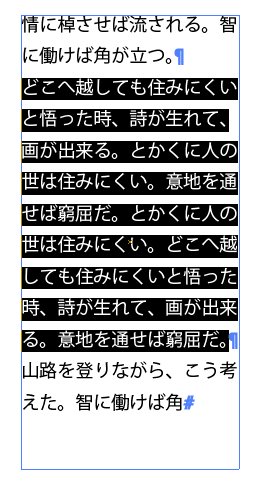 情に棹させば流される。智
に働けば角が立つ。¶
どこへ越しても住みにくい
と悟った時、詩が生れて、
画が出来る。とかくに人の
世は住みにくい。意地を通
せば窮屈だ。とかくに人の
世は住みにくい。どこへ越
しても住みにくいと悟った
時、詩が生れて、画が出来
る。意地を通せば窮屈だ。¶
山路を登りながら、こう考
えた。智に働けば角#